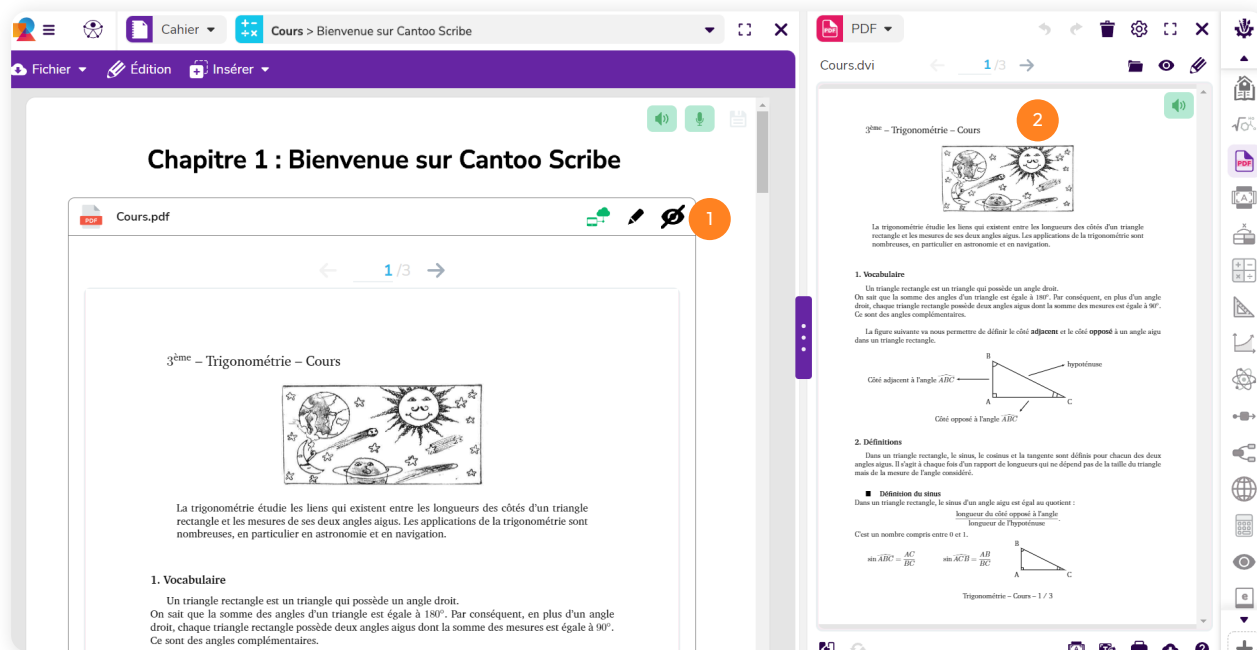 Cahier
Cours > Bienvenue sur Cantoo Scribe
Fichier
Édition
Insérer
Chapitre 1 : Bienvenue sur Cantoo Scribe
PDF
Cours.pdf
1
1 /3
3ème – Trigonométrie – Cours
La trigonométrie étudie les liens qui existent entre les longueurs des côtés d'un triangle
rectangle et les mesures de ses deux angles aigus. Les applications de la trigonométrie sont
nombreuses, en particulier en astronomie et en navigation.
1. Vocabulaire
Un triangle rectangle est un triangle qui possède un angle droit.
On sait que la somme des angles d'un triangle est égale à 180°. Par conséquent, en plus d'un angle
droit, chaque triangle rectangle possède deux angles aigus dont la somme des mesures est égale à 90°.
Ce sont des angles complémentaires.
PDF
PDF
Cours.dvi
1 /3
2
3ème – Trigonométrie – Cours
La trigonométrie étudie les liens qui existent entre les longueurs des côtés d'un triangle
rectangle et les mesures de ses deux angles aigus. Les applications de la trigonométrie sont
nombreuses, en particulier en astronomie et en navigation.
1. Vocabulaire
Un triangle rectangle est un triangle qui possède un angle droit.
On sait que la somme des angles d'un triangle est égale à 180°. Par conséquent, en plus d'un angle
droit, chaque triangle rectangle possède deux angles aigus dont la somme des mesures est égale à 90°.
Ce sont des angles complémentaires.
La figure suivante va nous permettre de définir le côté adjacent et le côté opposé à un angle aigu
dans un triangle rectangle.
B
hypoténuse
Côté adjacent à l'angle ABC
A
C
Côté opposé à l'angle ABC
2. Définitions
Dans un triangle rectangle, le sinus, le cosinus et la tangente sont définis pour chacun des deux
angles aigus. Il s'agit à chaque fois d'un rapport de longueurs qui ne dépend pas de la taille du triangle
mais de la mesure de l'angle considéré.
■ Définition du sinus
Dans un triangle rectangle, le sinus d'un angle aigu est égal au quotient :
longueur du côté opposé à l'angle
longueur de l'hypoténuse.
C'est un nombre compris entre 0 et 1.
sin ABC = AC/BC sin ACB = AB/BC
B
A
C
Trigonométrie – Cours – 1 / 3
PDF
A
e